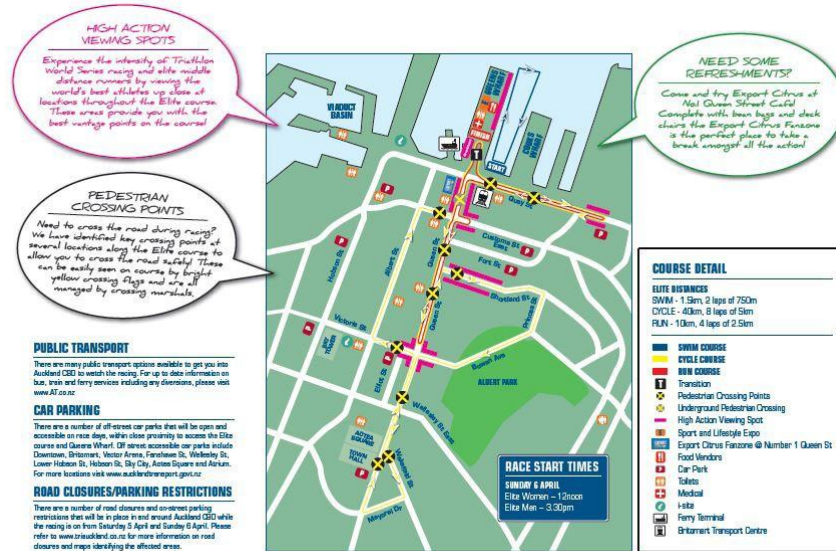 HIGH ACTION
VIEWING SPOTS
Experience the intensity of Triathlon
World Series racing and elite middle
distance runners by viewing the
world's best athletes up close at
locations throughout the Elite course.
These areas provide you with the
best vantage points on the course!
PEDESTRIAN
CROSSING POINTS
Need to cross the road during racing?
We have identified key crossing points at
several locations along the Elite course to
allow you to cross the road safely! These
can be easily seen on course by bright
yellow crossing flags and are all
managed by crossing marshals.
NEED SOME
REFRESHMENTS?
Come and try Export Citrus at
No1 Queen Street Cafe!
Complete with bean bags and deck
chairs the Export Citrus Fanzone
is the perfect place to take a
break amongst all the action!
PUBLIC TRANSPORT
There are many public transport options available to get you into
Auckland CBD to watch the racing. For up to date information on
bus, train and ferry services including any diversions, please visit
www.AT.co.nz
CAR PARKING
There are a number of off-street car parks that will be open and
accessible on race days, within close proximity to access the Elite
course and Queens Wharf. Off street accessible car parks include
Downtown, Britomart, Vector Arena, Fanshawe St, Wellesley St,
Lower Hobson St, Hobson St, Sky City, Aotea Square and Atrium.
For more locations visit www.aucklandtransport.govt.nz
ROAD CLOSURES/PARKING RESTRICTIONS
There are a number of road closures and on-street parking
restrictions that will be in place in and around Auckland CBD while
the racing is on from Saturday 5 April and Sunday 6 April. Please
refer to www.triauckland.co.nz for more information on road
closures and maps identifying the affected areas.
VIADUCT
BASIN
QUEENS
WHARF
COOKS
WHARF
FINISH
START
T
Quay St
Customs St
East
Fort St
Shortland St
Princes St
Queen St
Queen St
Albert St
Hobson St
Victoria St
SKY
TOWER
Elliot St
Bowen Ave
ALBERT PARK
Wellesley St East
AOTEA
SQUARE
TOWN
HALL
Wakefield St
Mayoral Dr
RACE START TIMES
SUNDAY 6 APRIL
Elite Women – 12noon
Elite Men – 3.30pm
COURSE DETAIL
ELITE DISTANCES
SWIM - 1.5km, 2 laps of 750m
CYCLE - 40km, 8 laps of 5km
RUN - 10km, 4 laps of 2.5km
SWIM COURSE
CYCLE COURSE
RUN COURSE
T Transition
Pedestrian Crossing Points
Underground Pedestrian Crossing
High Action Viewing Spot
Sport and Lifestyle Expo
Export Citrus Fanzone @ Number 1 Queen St
Food Vendors
P Car Park
Toilets
Medical
i i-site
Ferry Terminal
Britomart Transport Centre